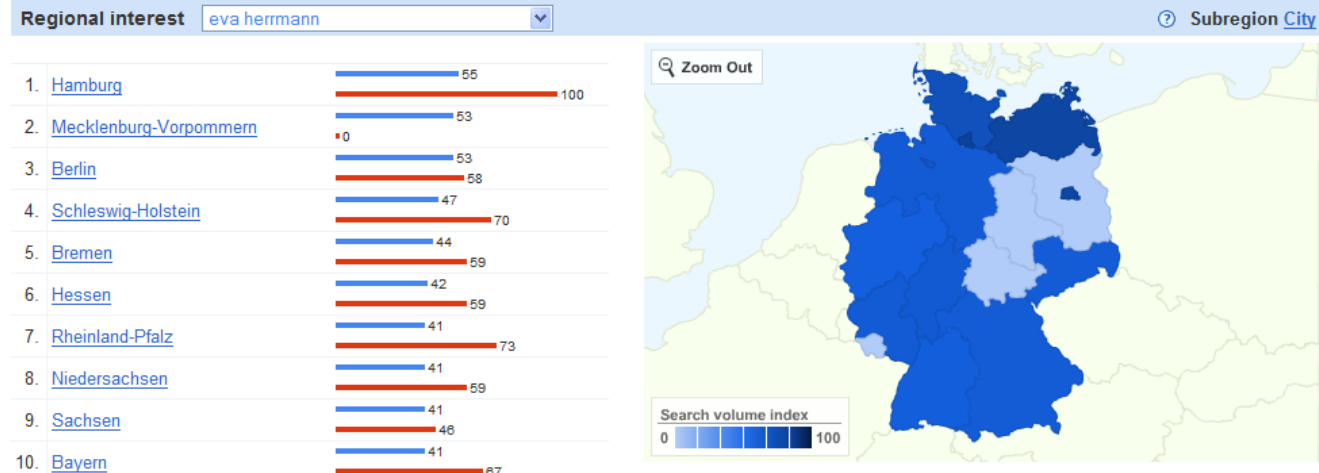 Regional interest eva herrmann Subregion City
Zoom Out
1. Hamburg 55 100
2. Mecklenburg-Vorpommern 53 0
3. Berlin 53 58
4. Schleswig-Holstein 47 70
5. Bremen 44 59
6. Hessen 42 59
7. Rheinland-Pfalz 41 73
8. Niedersachsen 41 59
9. Sachsen 41 46
10. Bayern 41 67
Search volume index
0 100